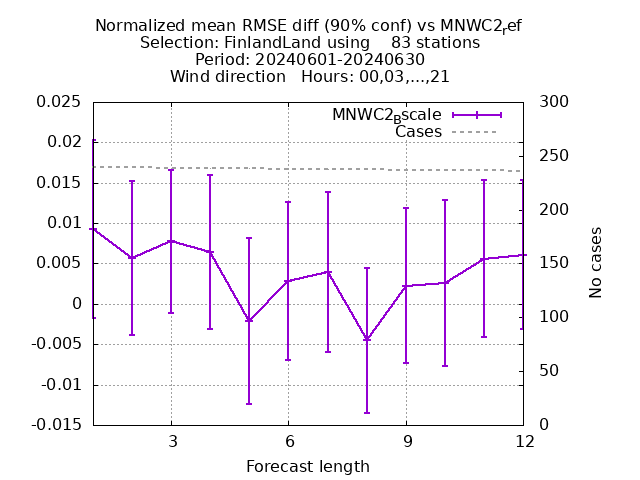 Normalized mean RMSE diff (90% conf) vs MNWC2_ref
Selection: FinlandLand using    83 stations
Period: 20240601-20240630
Wind direction   Hours: 00,03,...,21
MNWC2_Bscale
Cases
0.025
0.02
0.015
0.01
0.005
0
-0.005
-0.01
-0.015
300
250
200
150
100
50
0
No cases
3
6
9
12
Forecast length